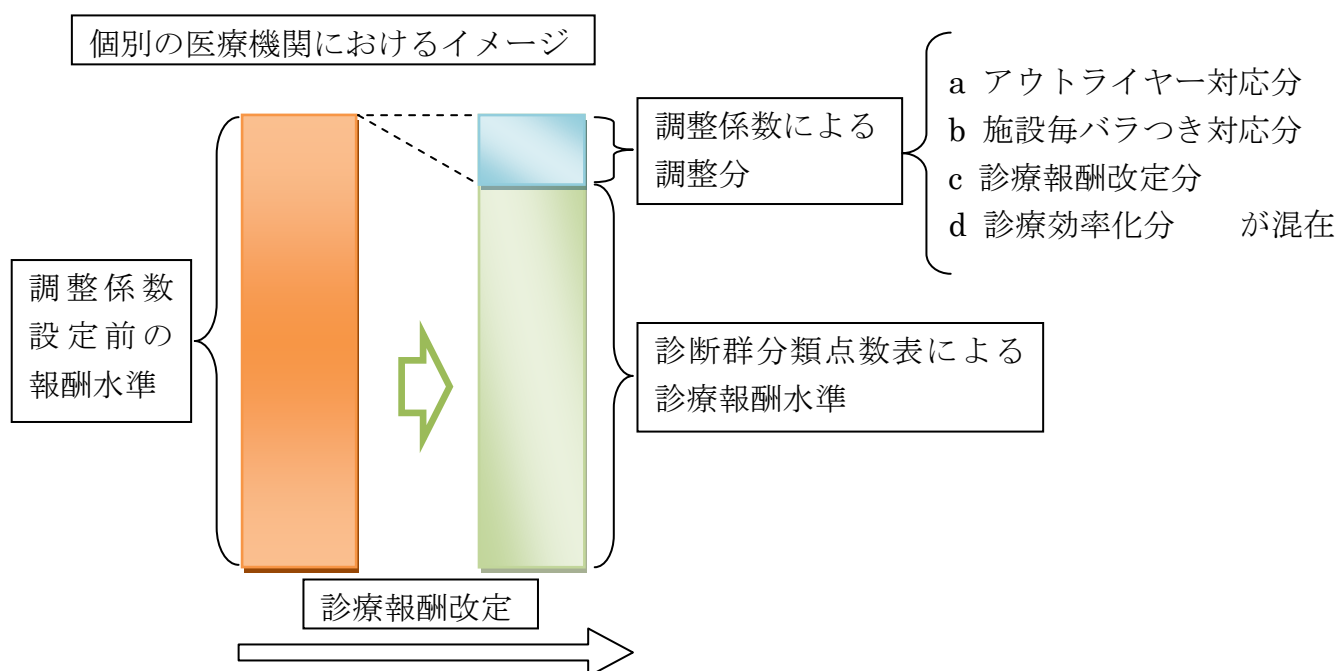 個別の医療機関におけるイメージ
調整係数による
調整分
a アウトライヤー対応分
b 施設毎バラつき対応分
c 診療報酬改定分
d 診療効率化分　が混在
調整係数
設定前の
報酬水準
診断群分類点数表による
診療報酬水準
診療報酬改定